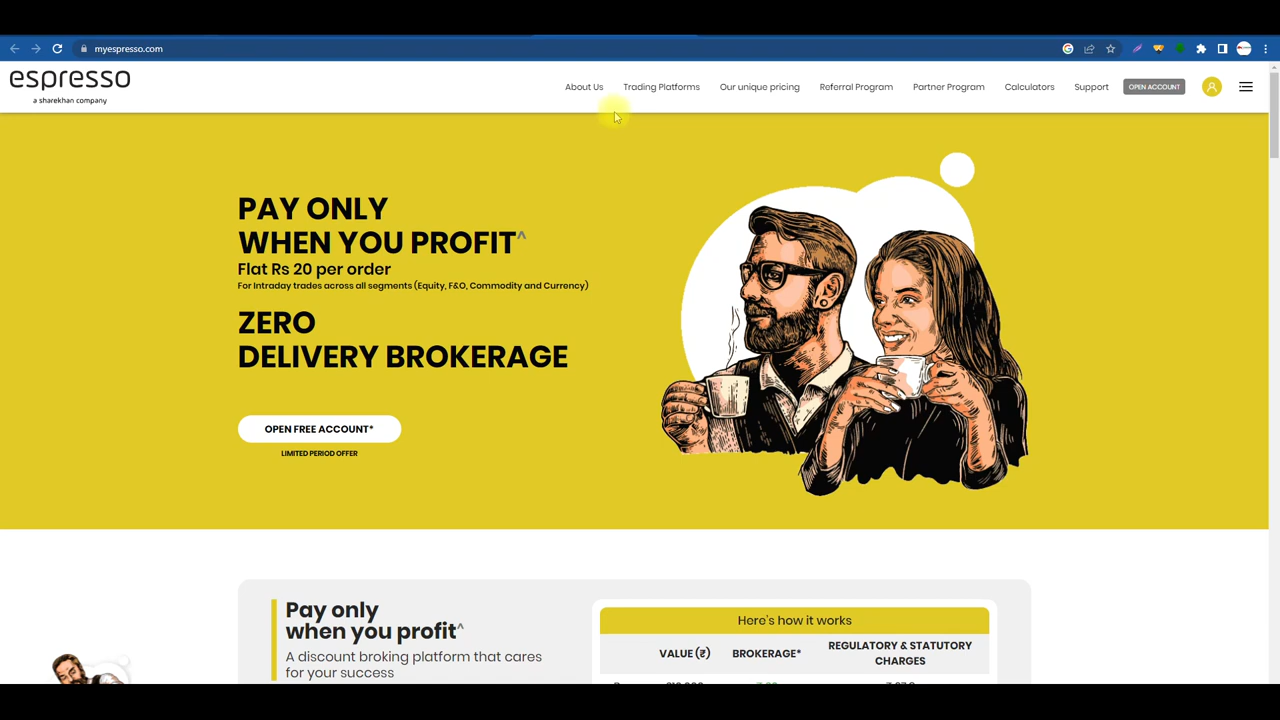 myespresso.com
espresso
a sharekhan company
About Us
Trading Platforms
Our unique pricing
Referral Program
Partner Program
Calculators
Support
OPEN ACCOUNT
PAY ONLY
WHEN YOU PROFIT^
Flat Rs 20 per order
For Intraday trades across all segments (Equity, F&O, Commodity and Currency)
ZERO
DELIVERY BROKERAGE
OPEN FREE ACCOUNT*
LIMITED PERIOD OFFER
Pay only
when you profit^
A discount broking platform that cares
for your success
Here's how it works
VALUE (₹)
BROKERAGE*
REGULATORY & STATUTORY
CHARGES